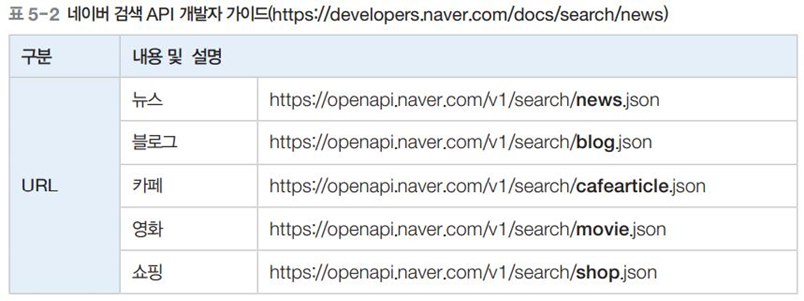 표 5-2 네이버 검색 API 개발자 가이드(https://developers.naver.com/docs/search/news)
구분 내용 및 설명
URL
뉴스 https://openapi.naver.com/v1/search/news.json
블로그 https://openapi.naver.com/v1/search/blog.json
카페 https://openapi.naver.com/v1/search/cafearticle.json
영화 https://openapi.naver.com/v1/search/movie.json
쇼핑 https://openapi.naver.com/v1/search/shop.json